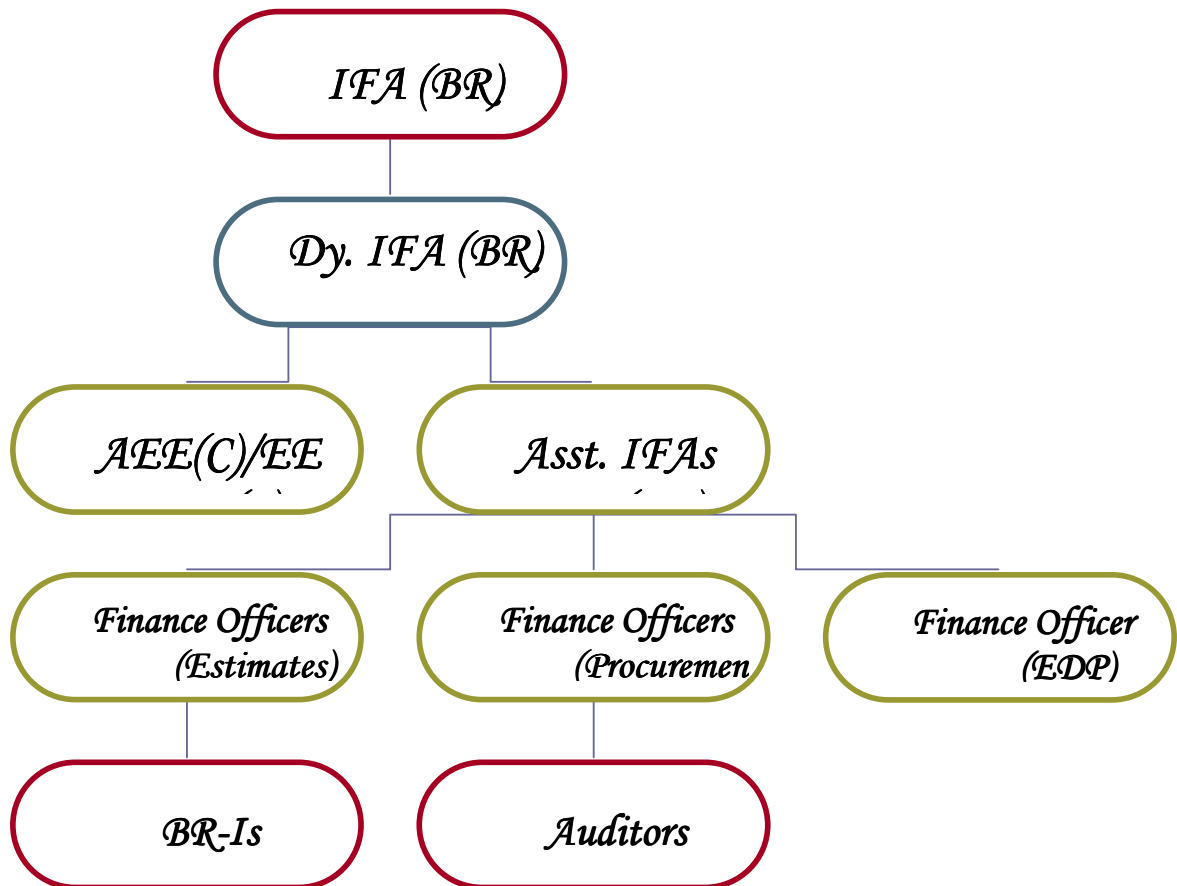 IFA (BR)
Dy. IFA (BR)
AEE(C)/EE
Asst. IFAs
Finance Officers
(Estimates)
Finance Officers
(Procuremen
Finance Officer
(EDP)
BR-Is
Auditors